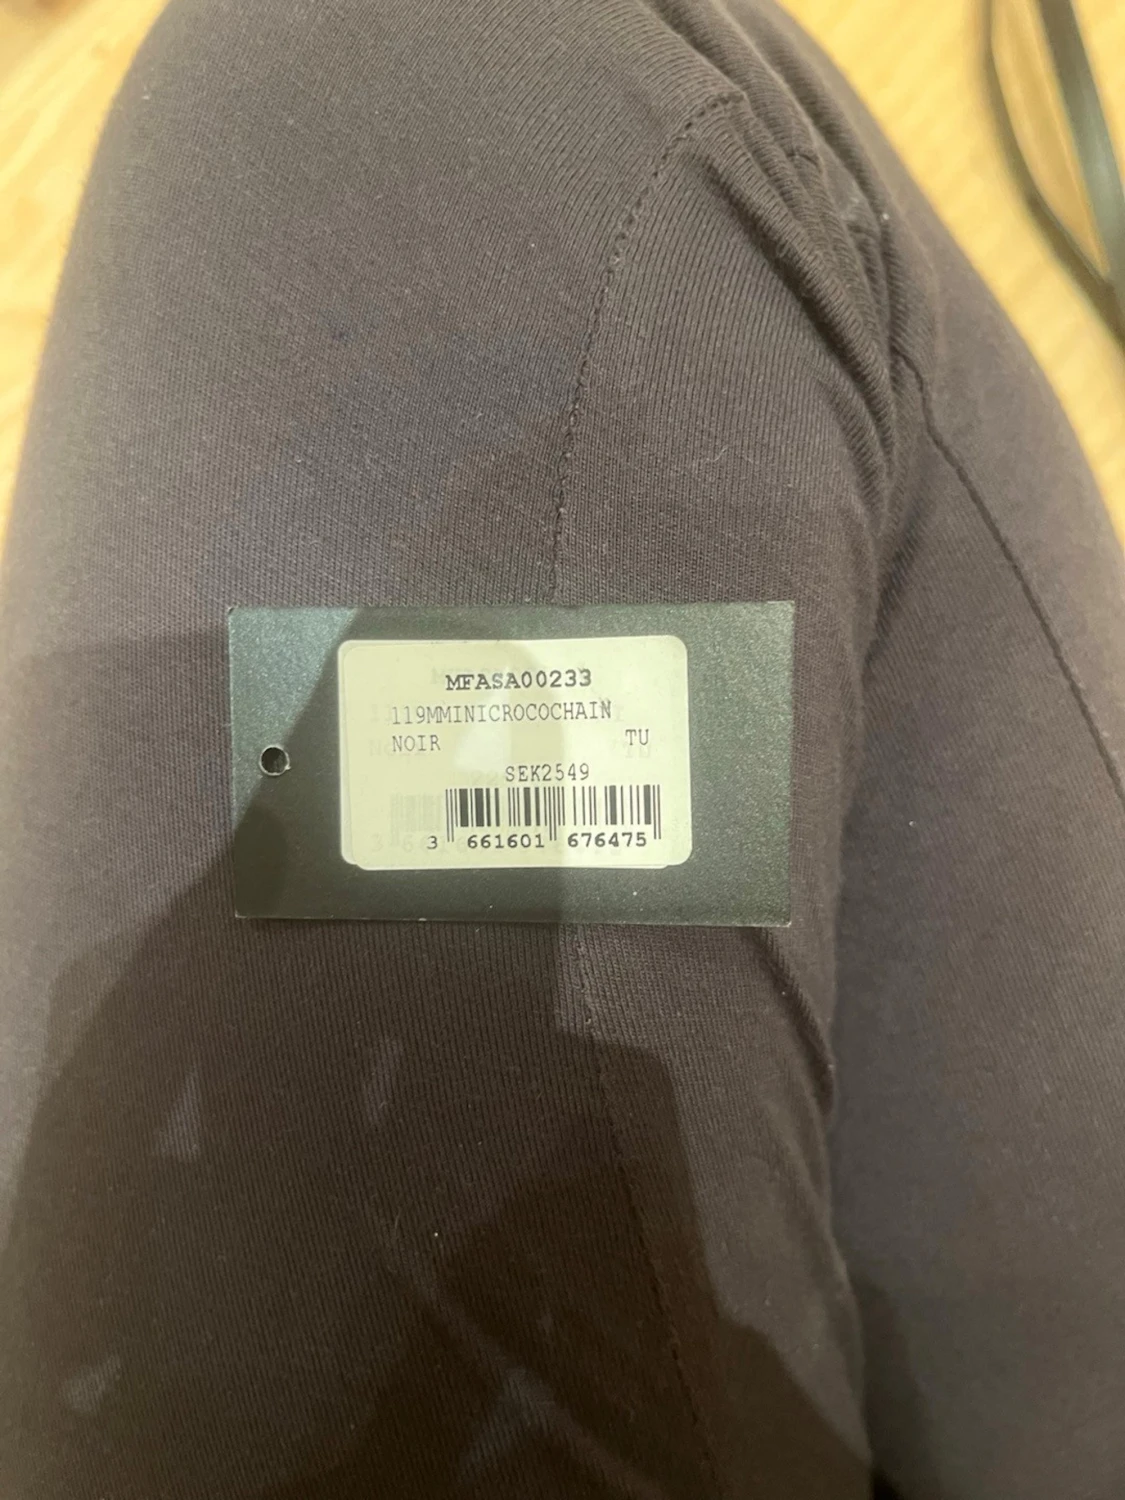 MFASA00233
119MMINICROCOCHAIN
NOIR TU
SEK2549
3 661601 676475